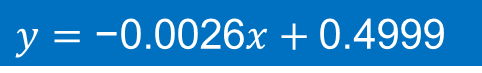 y = −0.0026x + 0.4999